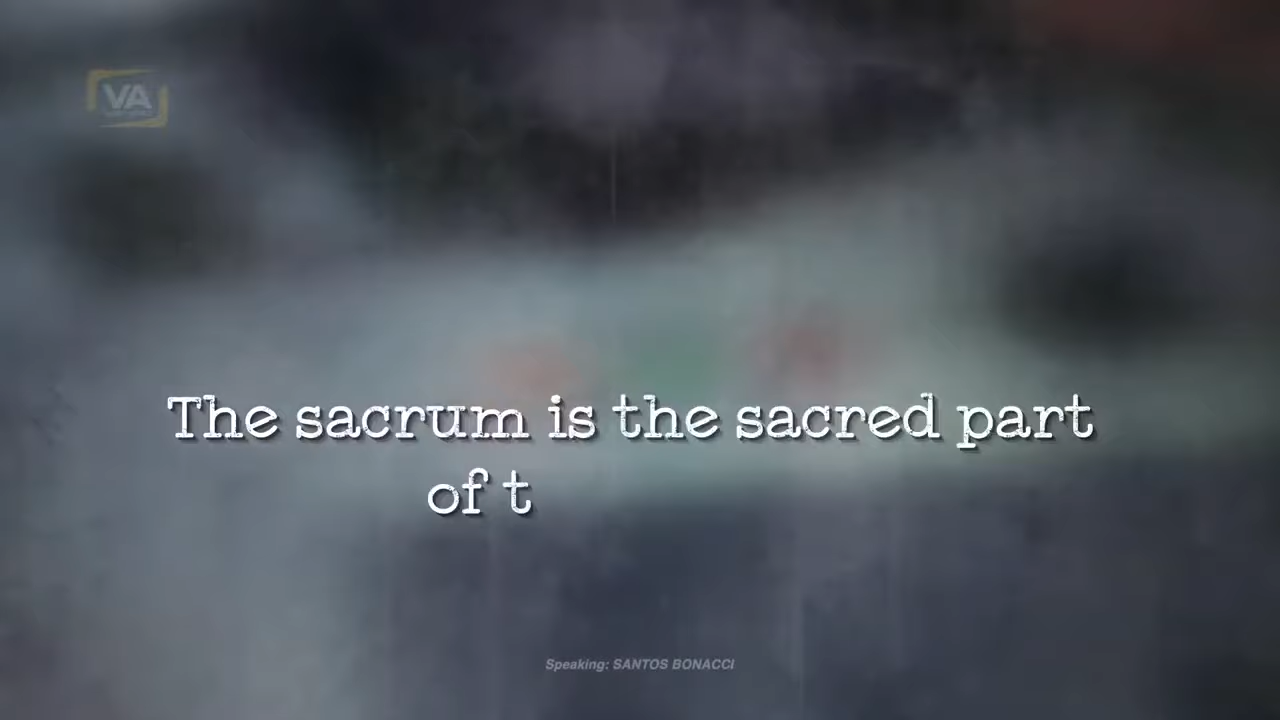 VA
The sacrum is the sacred part
of t
Speaking: SANTOS BONACCI